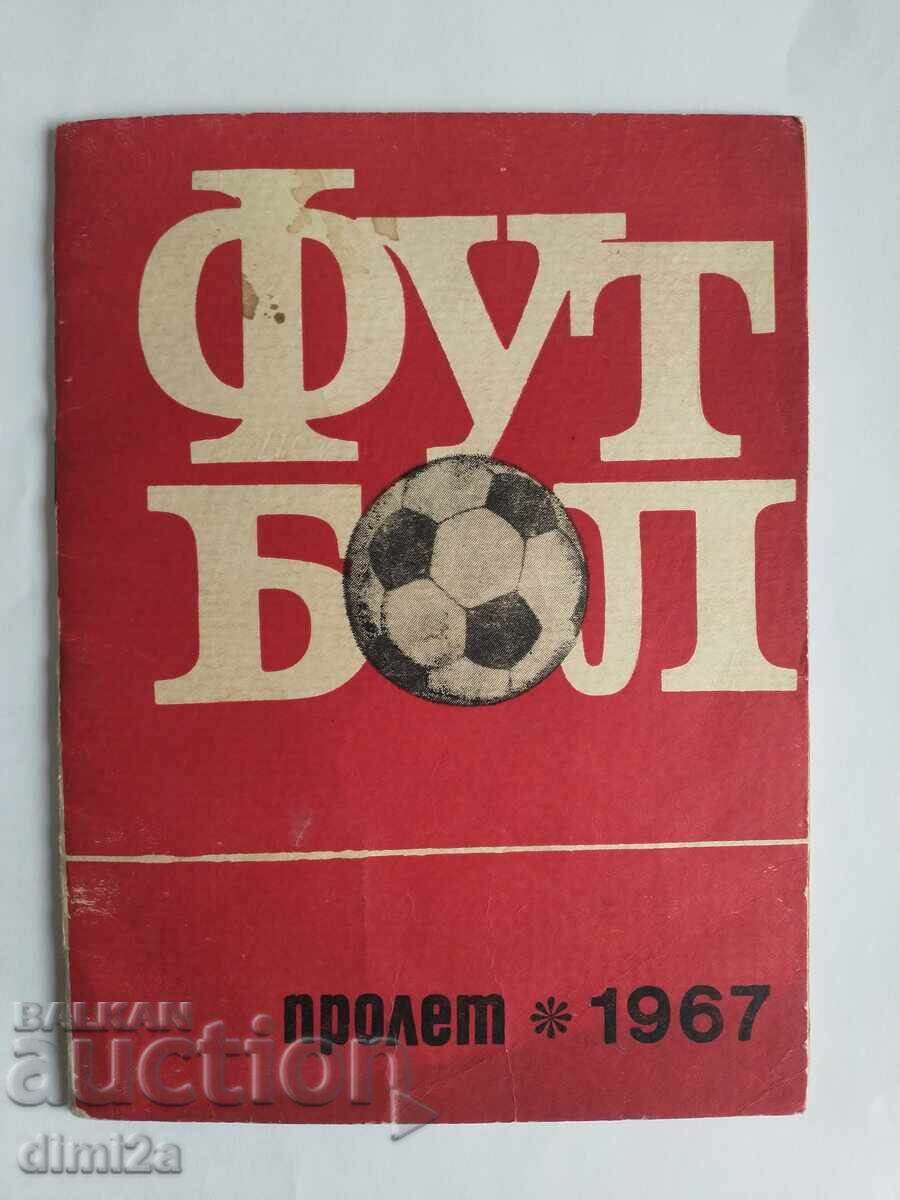 ФУТ
БОЛ
пролет * 1967
BALKAN
auction
dimi2a